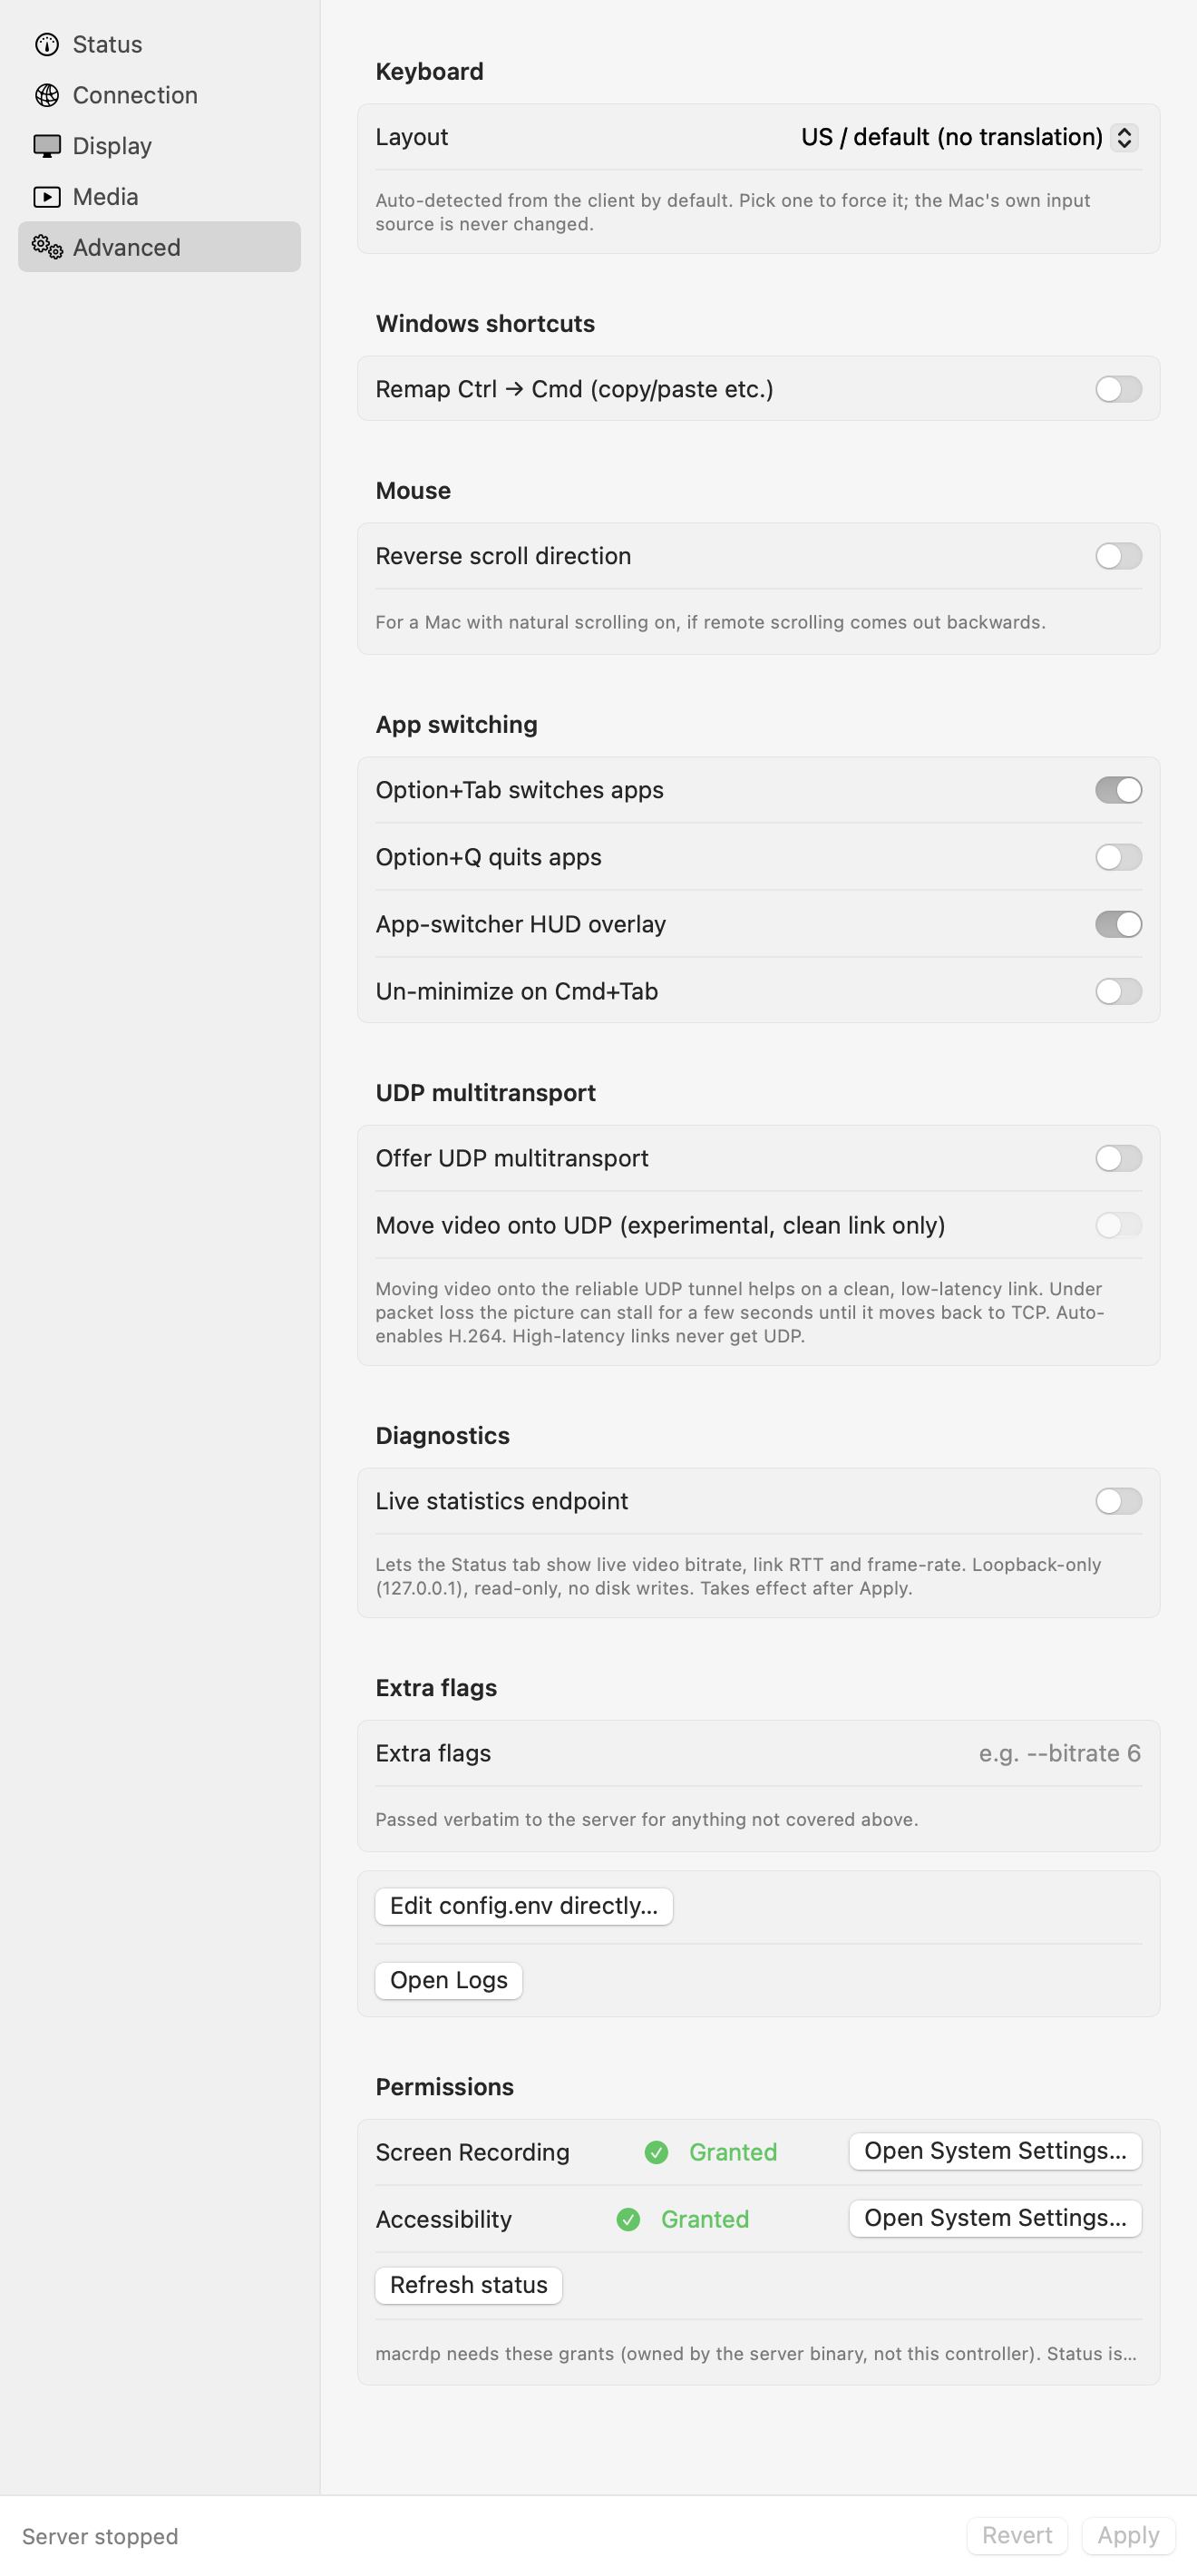 Status
Connection
Display
Media
Advanced
Keyboard
Layout US / default (no translation)
Auto-detected from the client by default. Pick one to force it; the Mac's own input
source is never changed.
Windows shortcuts
Remap Ctrl → Cmd (copy/paste etc.)
Mouse
Reverse scroll direction
For a Mac with natural scrolling on, if remote scrolling comes out backwards.
App switching
Option+Tab switches apps
Option+Q quits apps
App-switcher HUD overlay
Un-minimize on Cmd+Tab
UDP multitransport
Offer UDP multitransport
Move video onto UDP (experimental, clean link only)
Moving video onto the reliable UDP tunnel helps on a clean, low-latency link. Under
packet loss the picture can stall for a few seconds until it moves back to TCP. Auto-
enables H.264. High-latency links never get UDP.
Diagnostics
Live statistics endpoint
Lets the Status tab show live video bitrate, link RTT and frame-rate. Loopback-only
(127.0.0.1), read-only, no disk writes. Takes effect after Apply.
Extra flags
Extra flags e.g. --bitrate 6
Passed verbatim to the server for anything not covered above.
Edit config.env directly...
Open Logs
Permissions
Screen Recording Granted Open System Settings...
Accessibility Granted Open System Settings...
Refresh status
macrdp needs these grants (owned by the server binary, not this controller). Status is...
Server stopped Revert Apply